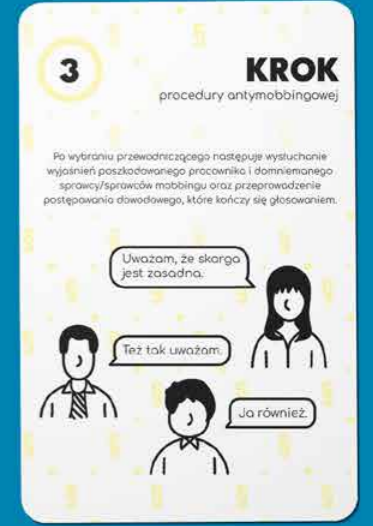 3
KROK
procedury antymobbingowej
Po wybraniu przewodniczącego następuje wysłuchanie
wyjaśnień poszkodowanego pracownika i domniemanego
sprawcy/sprawców mobbingu oraz przeprowadzenie
postępowania dowodowego, które kończy się głosowaniem.
Uważam, że skarga
jest zasadna.
Też tak uważam.
Ja również.